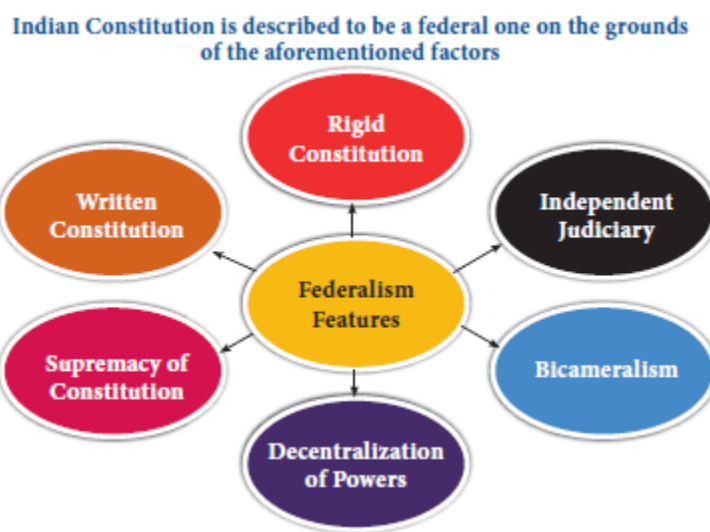 Indian Constitution is described to be a federal one on the grounds
of the aforementioned factors
Rigid
Constitution
Written
Constitution
Independent
Judiciary
Federalism
Features
Supremacy of
Constitution
Bicameralism
Decentralization
of Powers